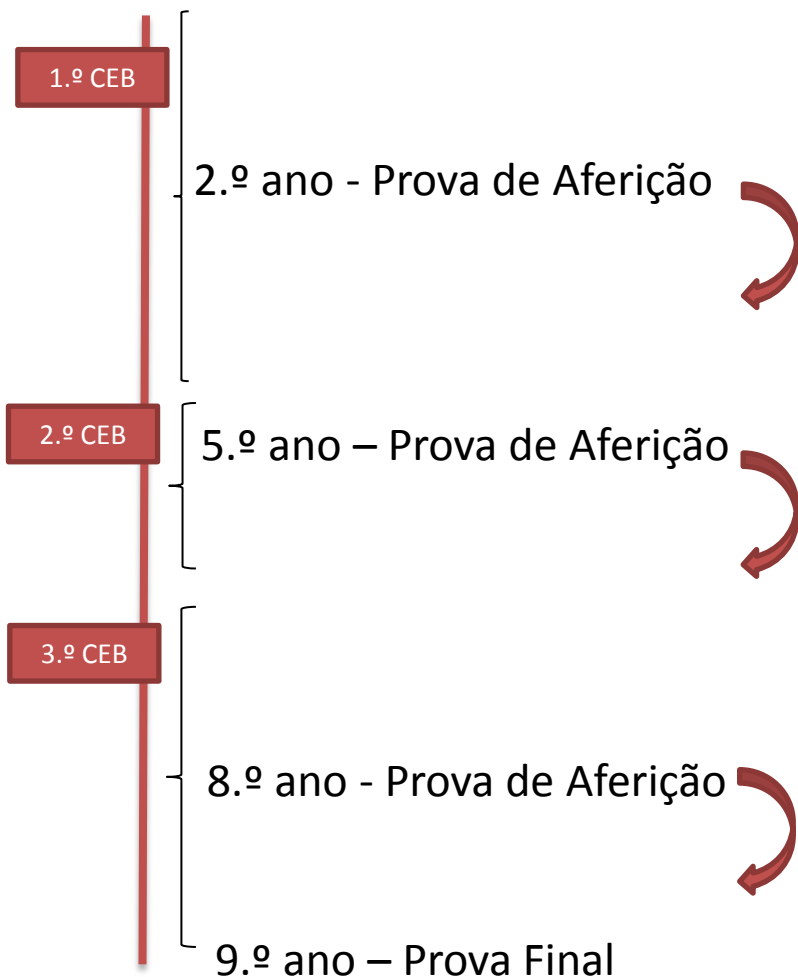 1.º CEB
2.º ano - Prova de Aferição
2.º CEB
5.º ano – Prova de Aferição
3.º CEB
8.º ano - Prova de Aferição
9.º ano – Prova Final